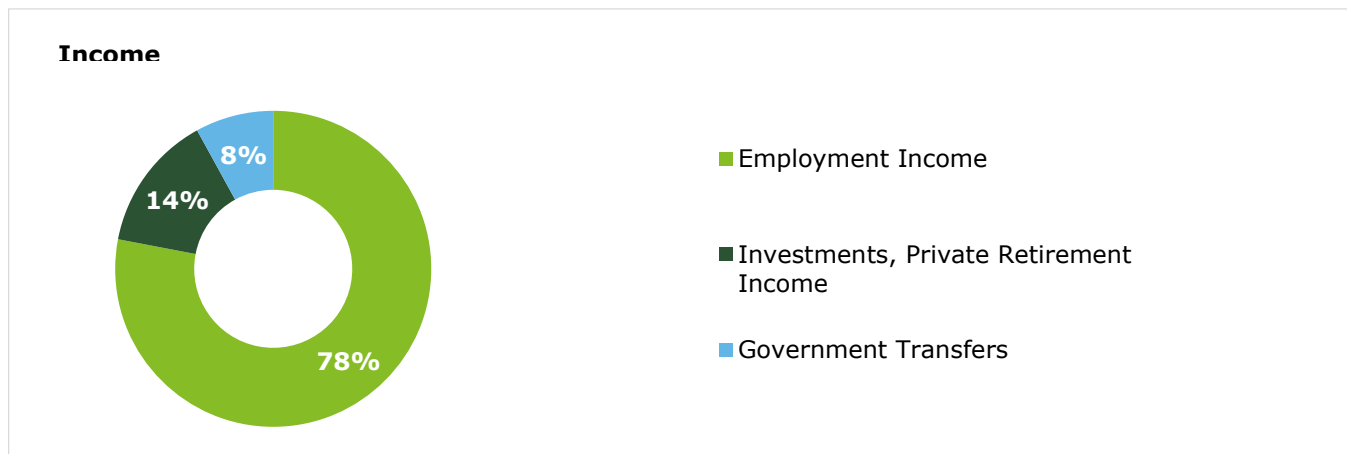 Income
8%
14%
78%
Employment Income
Investments, Private Retirement
Income
Government Transfers